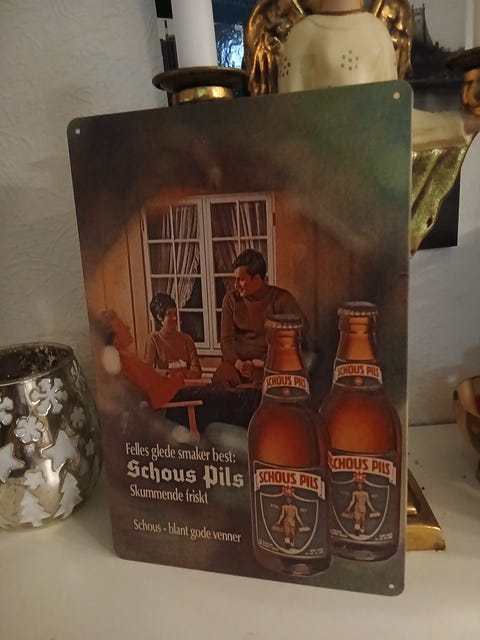 Felles glede smaker best:
Schous Pils
Skummende friskt
Schous - blant gode venner
SCHOUS PILS
SCHOUS PILS
SCHOUS PILS
SCHOUS PILS